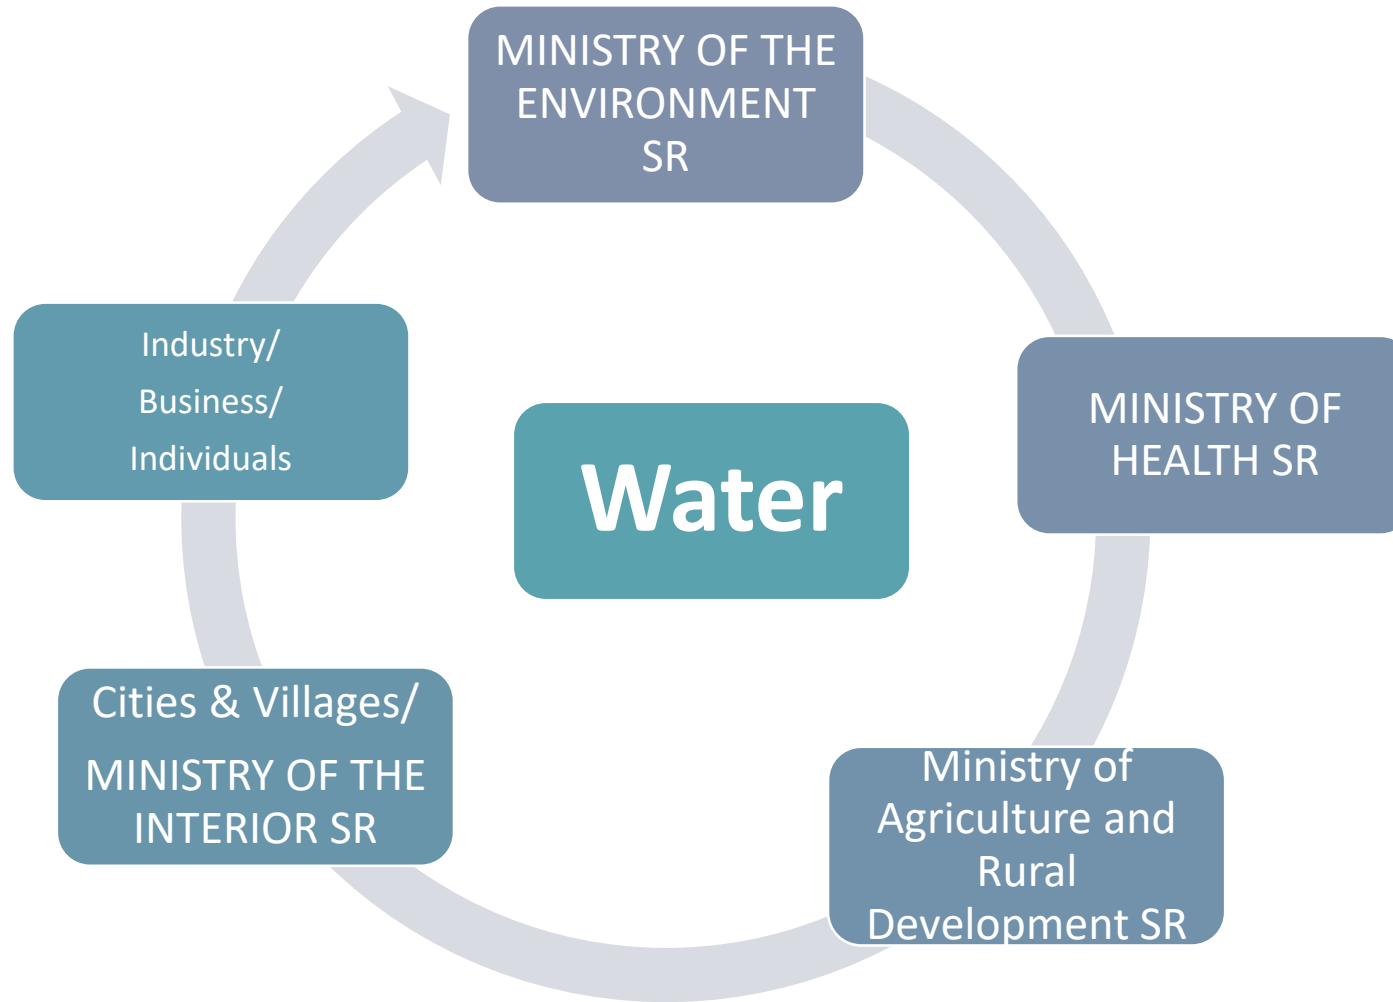 MINISTRY OF THE
ENVIRONMENT
SR
MINISTRY OF
HEALTH SR
Ministry of
Agriculture and
Rural
Development SR
Cities & Villages/
MINISTRY OF THE
INTERIOR SR
Industry/
Business/
Individuals
Water